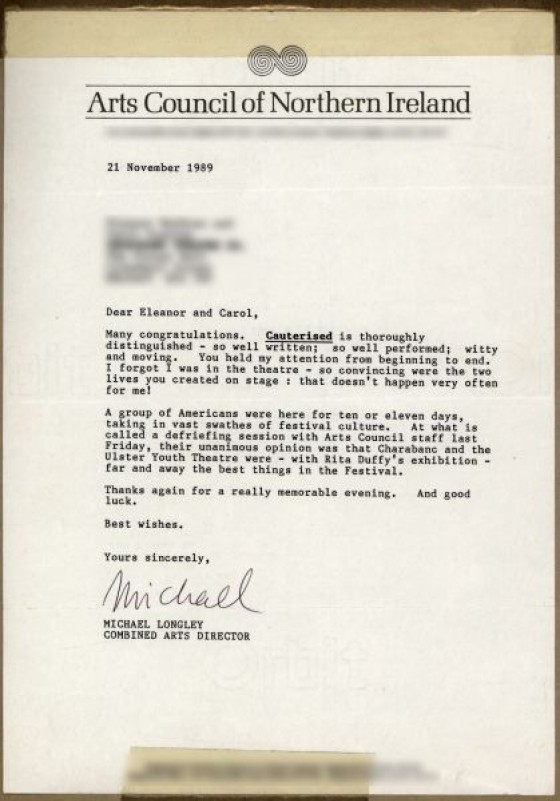 Arts Council of Northern Ireland
21 November 1989
Dear Eleanor and Carol,
Many congratulations. Cauterised is thoroughly
distinguished - so well written; so well performed; witty
and moving. You held my attention from beginning to end.
I forgot I was in the theatre - so convincing were the two
lives you created on stage : that doesn't happen very often
for me!
A group of Americans were here for ten or eleven days,
taking in vast swathes of festival culture. At what is
called a defriefing session with Arts Council staff last
Friday, their unanimous opinion was that Charabanc and the
Ulster Youth Theatre were - with Rita Duffy's exhibition -
far and away the best things in the Festival.
Thanks again for a really memorable evening. And good
luck.
Best wishes.
Yours sincerely,
Michael
MICHAEL LONGLEY
COMBINED ARTS DIRECTOR